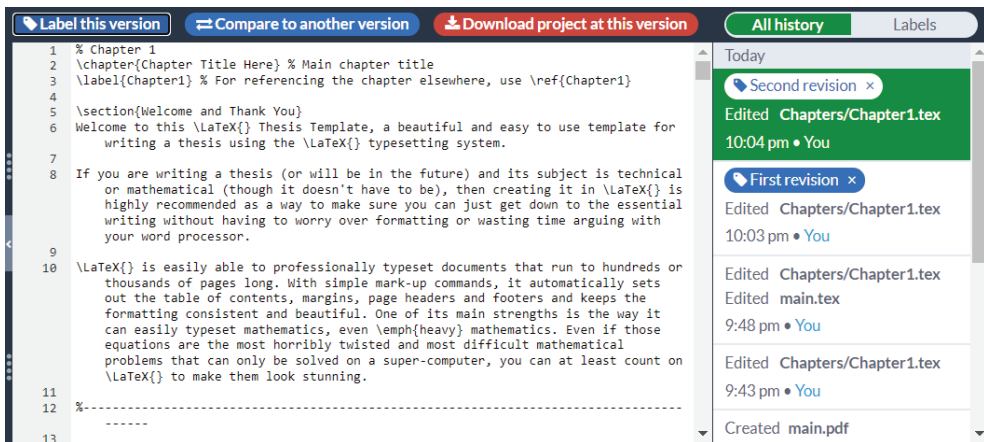 Label this version
Compare to another version
Download project at this version
All history
Labels
1 % Chapter 1
2 \chapter{Chapter Title Here} % Main chapter title
3 \label{Chapter1} % For referencing the chapter elsewhere, use \ref{Chapter1}
4
5 \section{Welcome and Thank You}
6 Welcome to this \LaTeX{} Thesis Template, a beautiful and easy to use template for
writing a thesis using the \LaTeX{} typesetting system.
7
8 If you are writing a thesis (or will be in the future) and its subject is technical
or mathematical (though it doesn't have to be), then creating it in \LaTeX{} is
highly recommended as a way to make sure you can just get down to the essential
writing without having to worry over formatting or wasting time arguing with
your word processor.
9
10 \LaTeX{} is easily able to professionally typeset documents that run to hundreds or
thousands of pages long. With simple mark-up commands, it automatically sets
out the table of contents, margins, page headers and footers and keeps the
formatting consistent and beautiful. One of its main strengths is the way it
can easily typeset mathematics, even \emph{heavy} mathematics. Even if those
equations are the most horribly twisted and most difficult mathematical
problems that can only be solved on a super-computer, you can at least count on
\LaTeX{} to make them look stunning.
11
12 %-----------------------------------------------------------------------------------
------
13
Today
Second revision ×
Edited Chapters/Chapter1.tex
10:04 pm • You
First revision ×
Edited Chapters/Chapter1.tex
10:03 pm • You
Edited Chapters/Chapter1.tex
Edited main.tex
9:48 pm • You
Edited Chapters/Chapter1.tex
9:43 pm • You
Created main.pdf